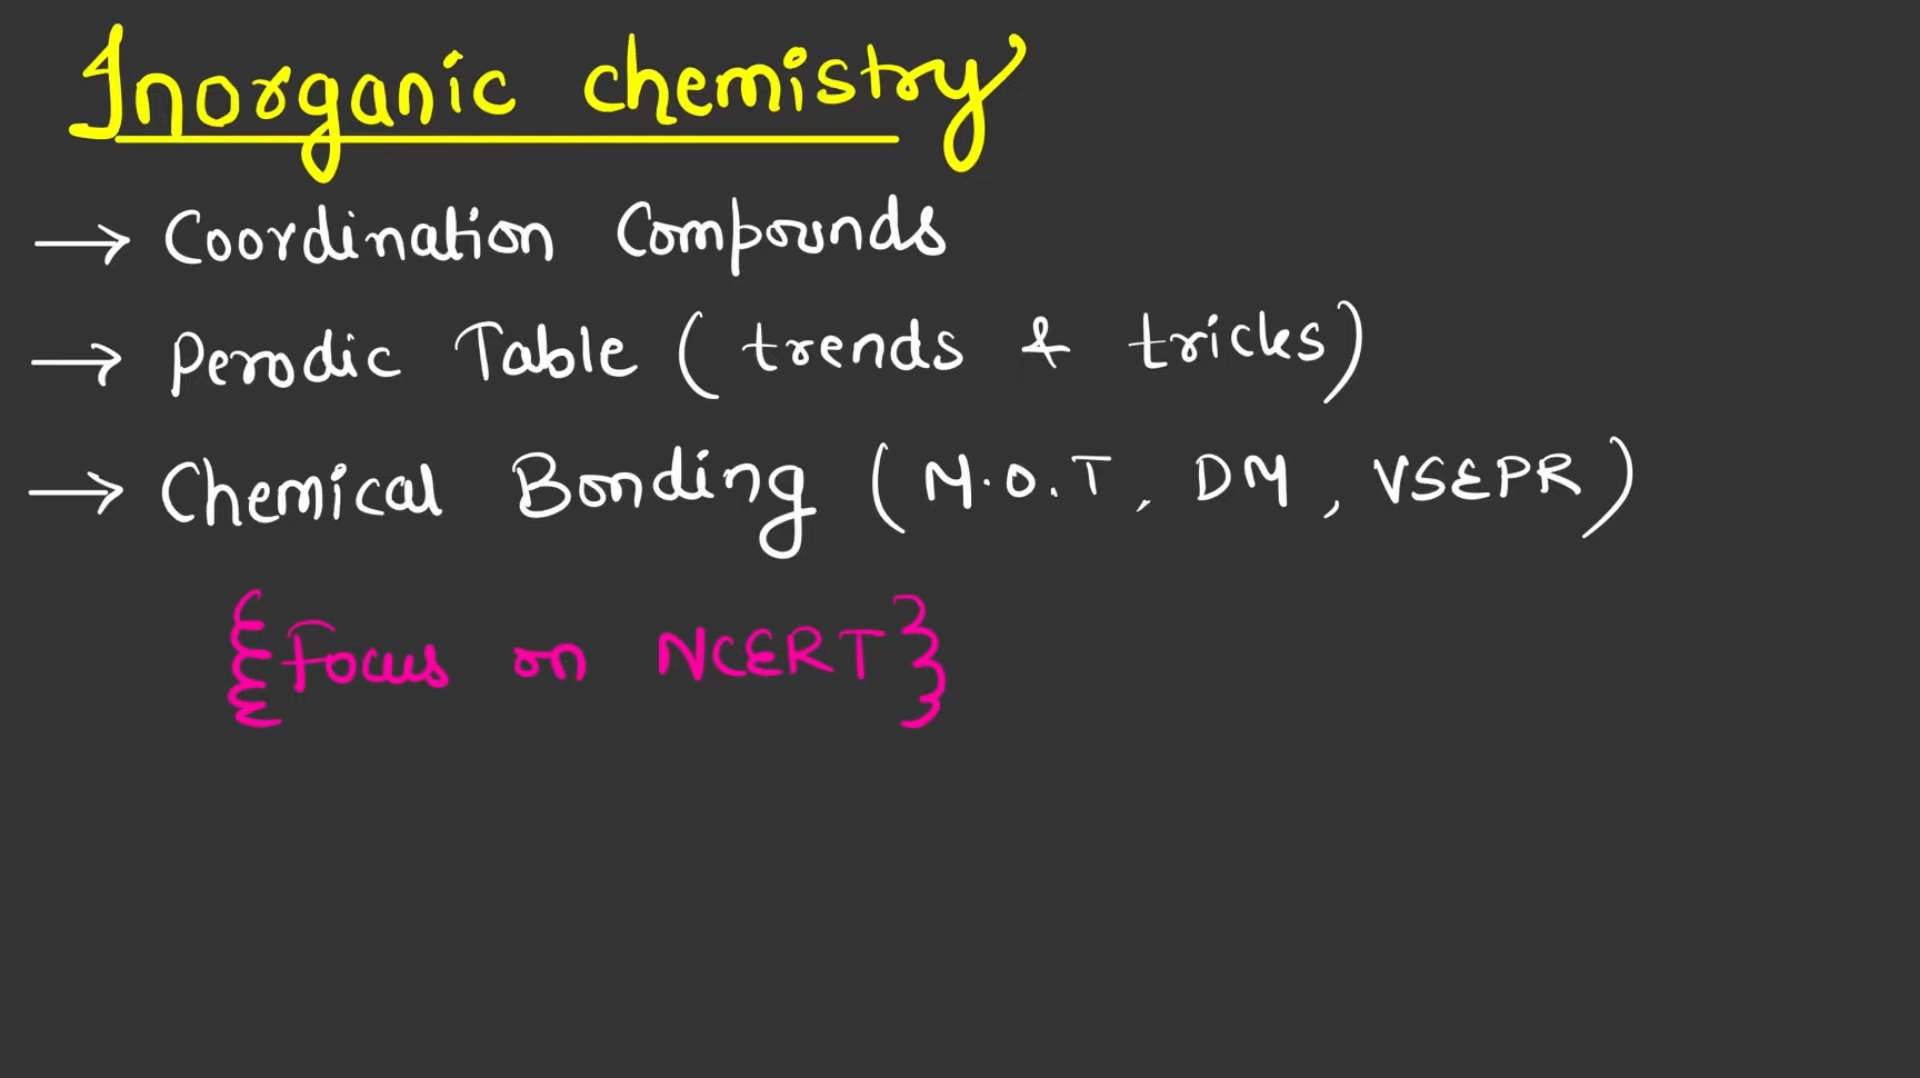 Inorganic chemistry
→ Coordination Compounds
→ Perodic Table ( trends & tricks)
→ Chemical Bonding ( M.O.T, DM, VSEPR)
{Focus on NCERT}